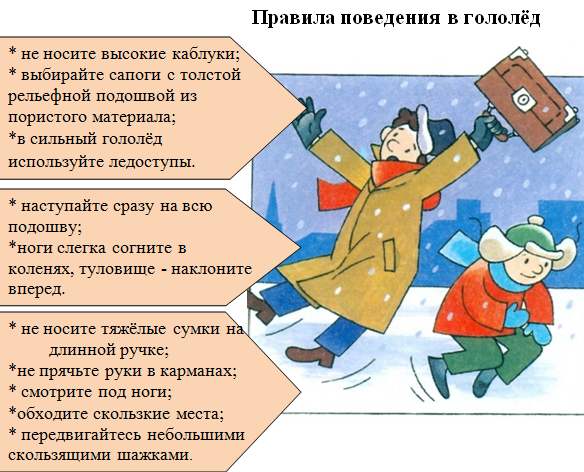 Правила поведения в гололёд
* не носите высокие каблуки;
* выбирайте сапоги с толстой
рельефной подошвой из
пористого материала;
*в сильный гололёд
используйте ледоступы.
* наступайте сразу на всю
подошву;
*ноги слегка согните в
коленях, туловище - наклоните
вперед.
* не носите тяжёлые сумки на
длинной ручке;
*не прячьте руки в карманах;
* смотрите под ноги;
*обходите скользкие места;
* передвигайтесь небольшими
скользящими шажками.